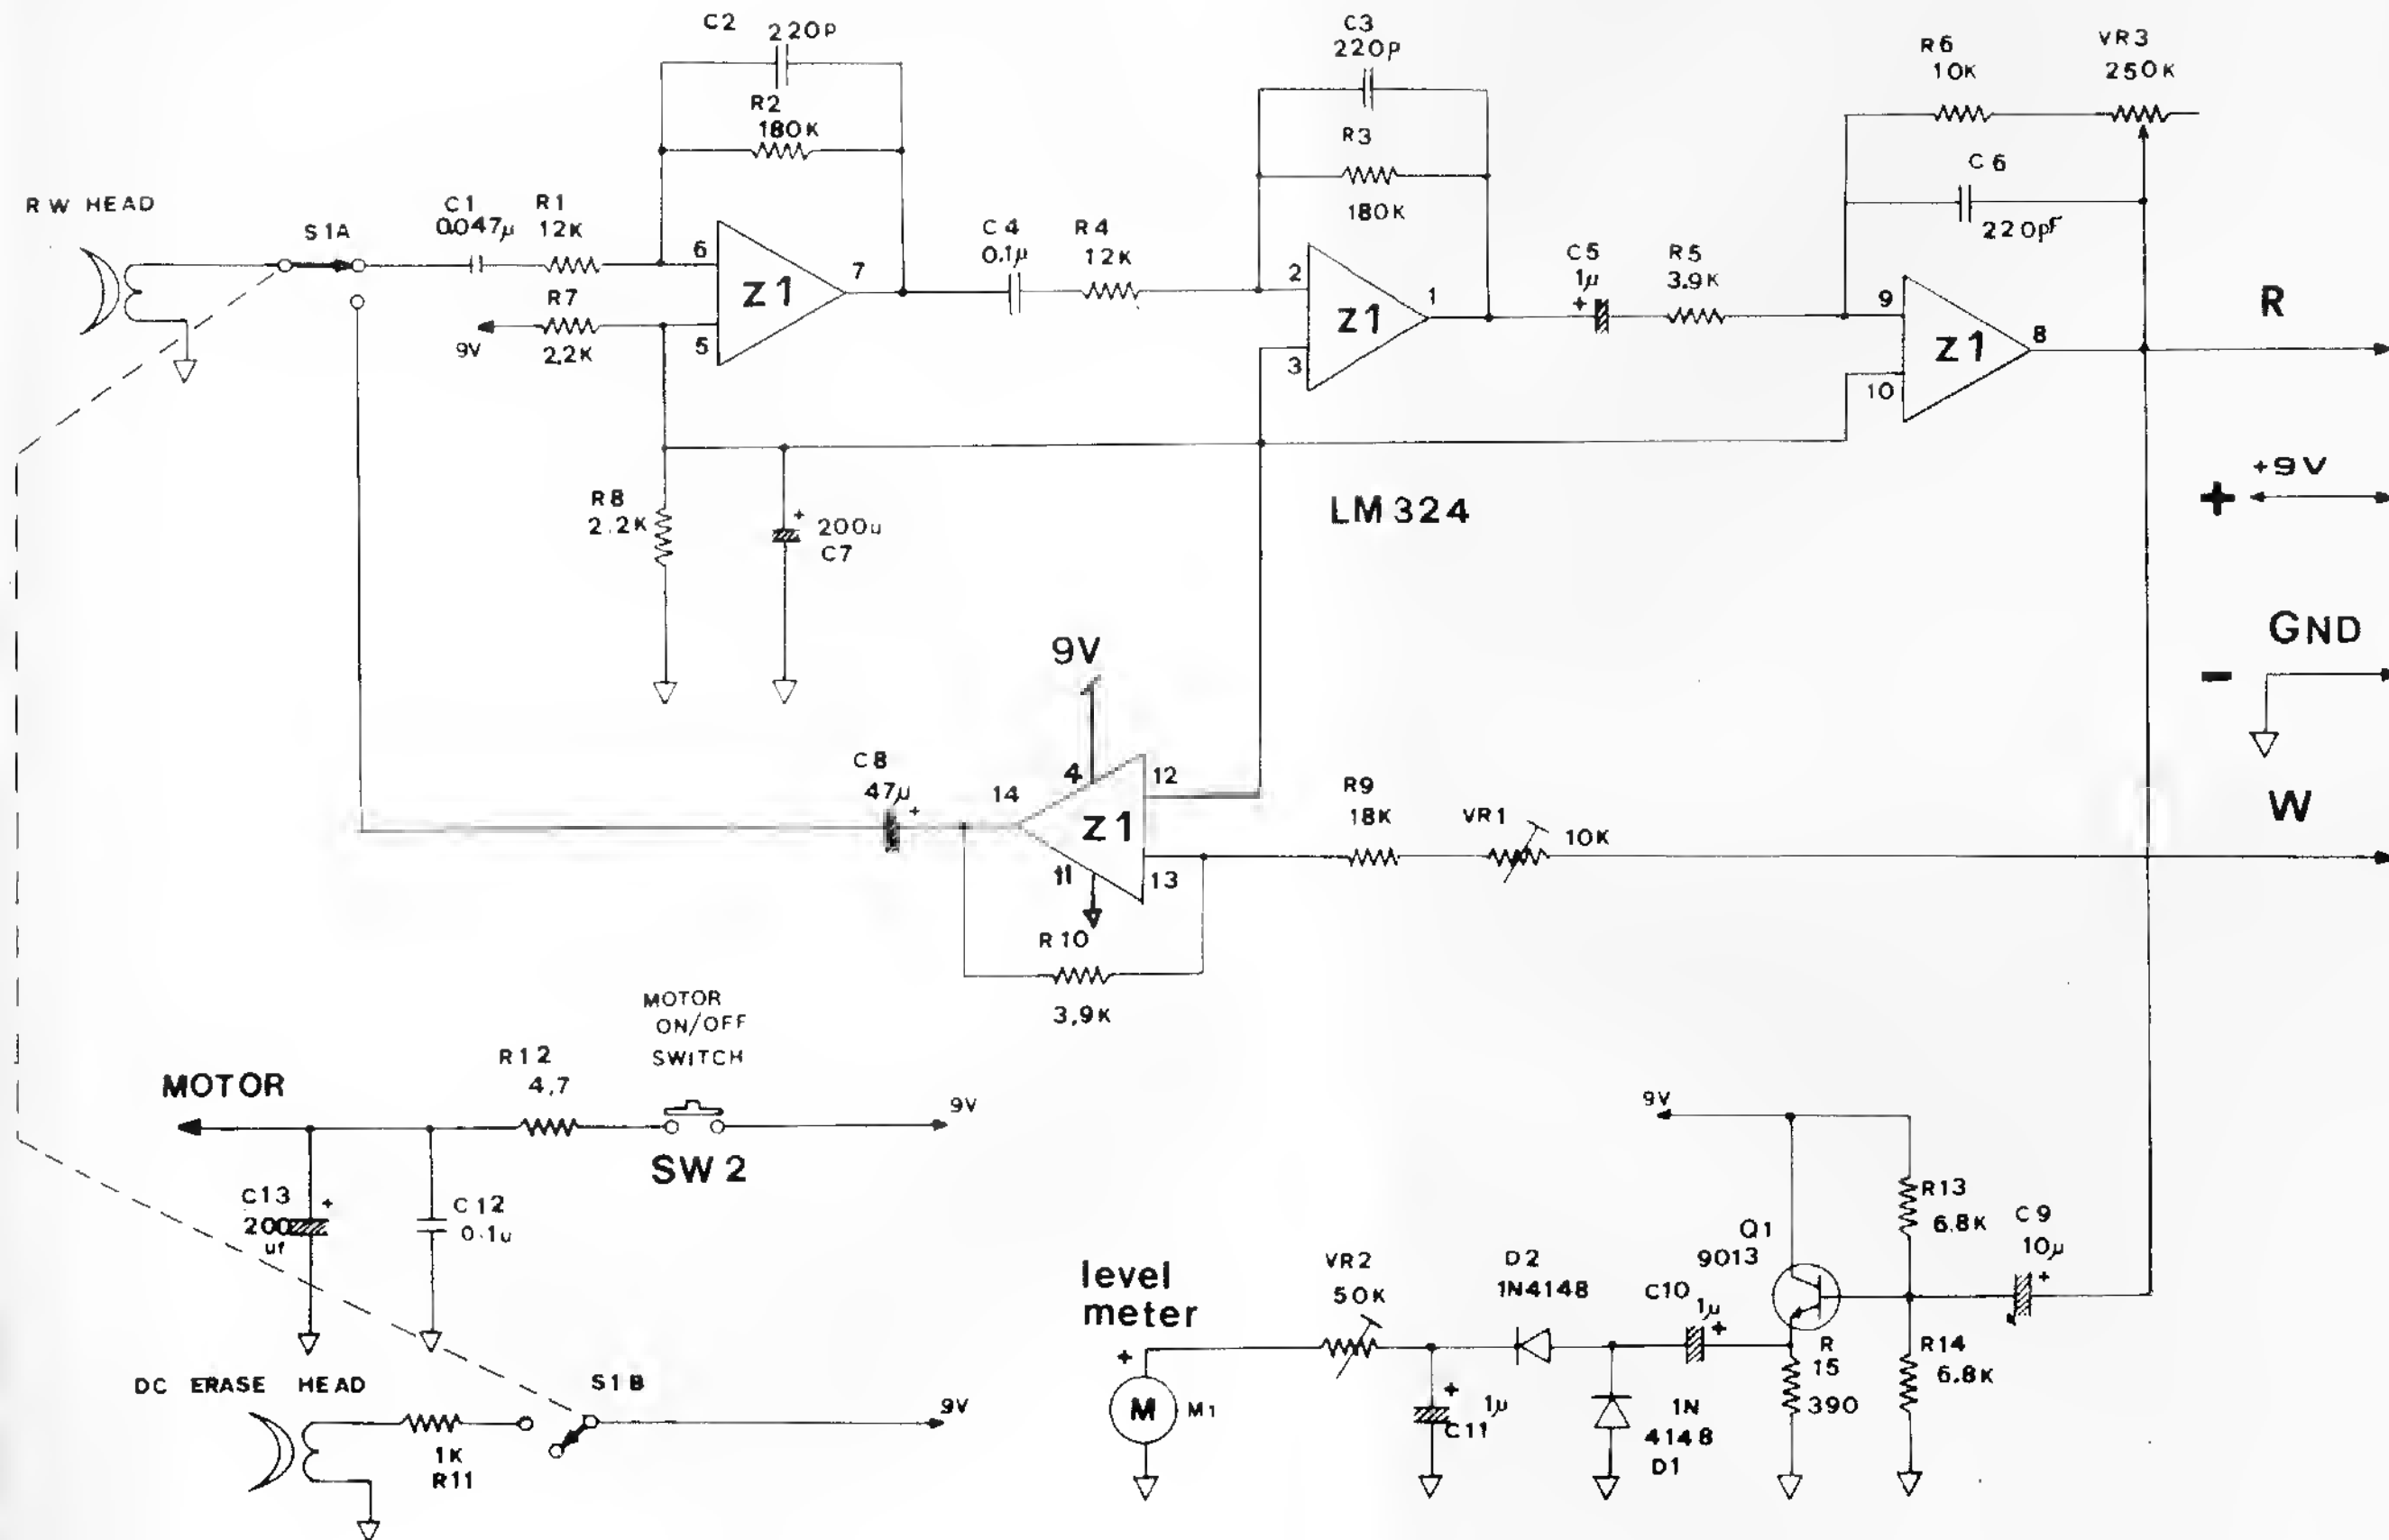 C2
220P
R2
180K
C3
220P
R3
180K
R6
10K
VR3
250K
C6
220pF
RW HEAD
S1A
C1
0.047µ
R1
12K
6
Z1
7
R7
2.2K
9V
5
C4
0.1µ
R4
12K
2
Z1
1
3
C5
1µ
+
R5
3.9K
9
Z1
8
10
R
R8
2.2K
+
200u
C7
LM324
+9V
+
GND
-
9V
C8
47µ
+
14
4
12
Z1
11
13
R9
18K
VR1
10K
W
R10
3,9K
MOTOR
ON/OFF
SWITCH
MOTOR
R12
4,7
9V
SW2
C13
200
uf
+
C12
0.1u
DC ERASE HEAD
1K
R11
S1B
9V
level
meter
+
M
M1
VR2
50K
+
1µ
C11
D2
1N4148
1N
4148
D1
C10
1µ
+
9V
Q1
9013
R
15
390
R13
6.8K
R14
6.8K
C9
10µ
+